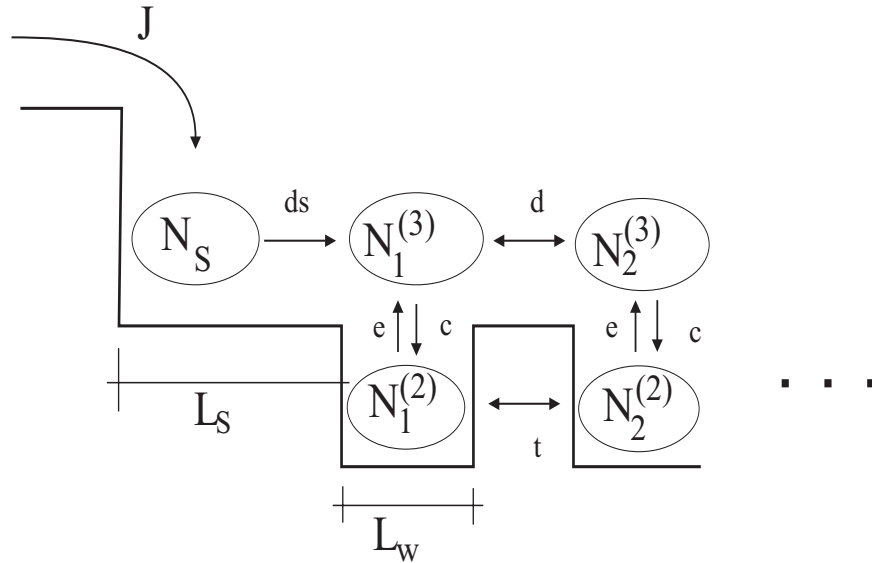 J
ds
d
N_S
N_1^{(3)}
N_2^{(3)}
e
c
e
c
N_1^{(2)}
N_2^{(2)}
. . .
L_S
t
L_W